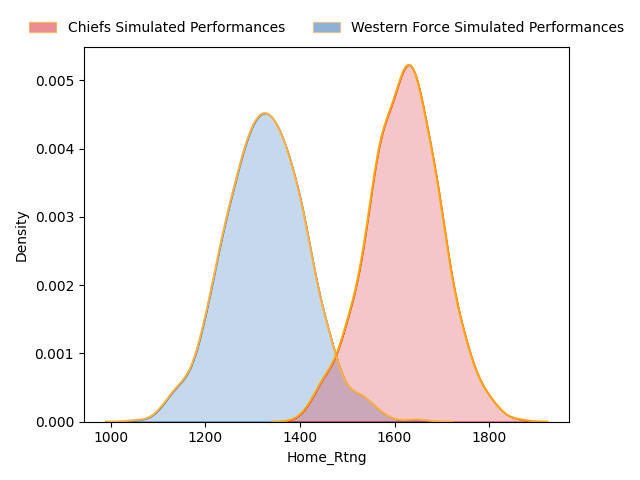 Chiefs Simulated Performances Western Force Simulated Performances
0.005
0.004
0.003
0.002
0.001
0.000
Density
1000 1200 1400 1600 1800
Home_Rtng